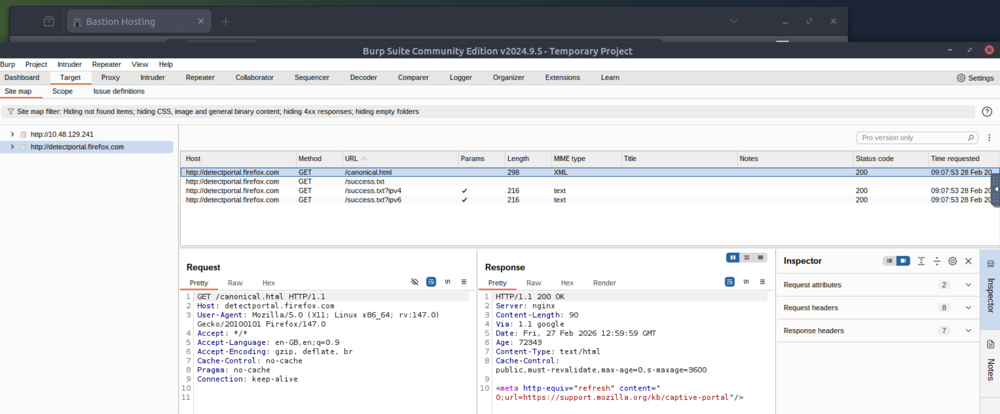 Bastion Hosting
Burp Suite Community Edition v2024.9.5 - Temporary Project
Burp Project Intruder Repeater View Help
Dashboard Target Proxy Intruder Repeater Collaborator Sequencer Decoder Comparer Logger Organizer Extensions Learn Settings
Site map Scope Issue definitions
Site map filter: Hiding not found items; hiding CSS, image and general binary content; hiding 4xx responses; hiding empty folders
http://10.48.129.241
http://detectportal.firefox.com
Pro version only
Host Method URL Params Length MIME type Title Notes Status code Time requested
http://detectportal.firefox.com GET /canonical.html 298 XML 200 09:07:53 28 Feb 20
http://detectportal.firefox.com GET /success.txt
http://detectportal.firefox.com GET /success.txt?ipv4 ✓ 216 text 200 09:07:53 28 Feb 20
http://detectportal.firefox.com GET /success.txt?ipv6 ✓ 216 text 200 09:07:53 28 Feb 20
Request
Pretty Raw Hex \n
1 GET /canonical.html HTTP/1.1
2 Host: detectportal.firefox.com
3 User-Agent: Mozilla/5.0 (X11; Linux x86_64; rv:147.0)
Gecko/20100101 Firefox/147.0
4 Accept: */*
5 Accept-Language: en-GB,en;q=0.9
6 Accept-Encoding: gzip, deflate, br
7 Cache-Control: no-cache
8 Pragma: no-cache
9 Connection: keep-alive
10
11
Response
Pretty Raw Hex Render \n
1 HTTP/1.1 200 OK
2 Server: nginx
3 Content-Length: 90
4 Via: 1.1 google
5 Date: Fri, 27 Feb 2026 12:59:59 GMT
6 Age: 72343
7 Content-Type: text/html
8 Cache-Control:
public,must-revalidate,max-age=0,s-maxage=3600
9
10 <meta http-equiv="refresh" content="
0;url=https://support.mozilla.org/kb/captive-portal"/>
Inspector
Request attributes 2
Request headers 8
Response headers 7
Inspector
Notes